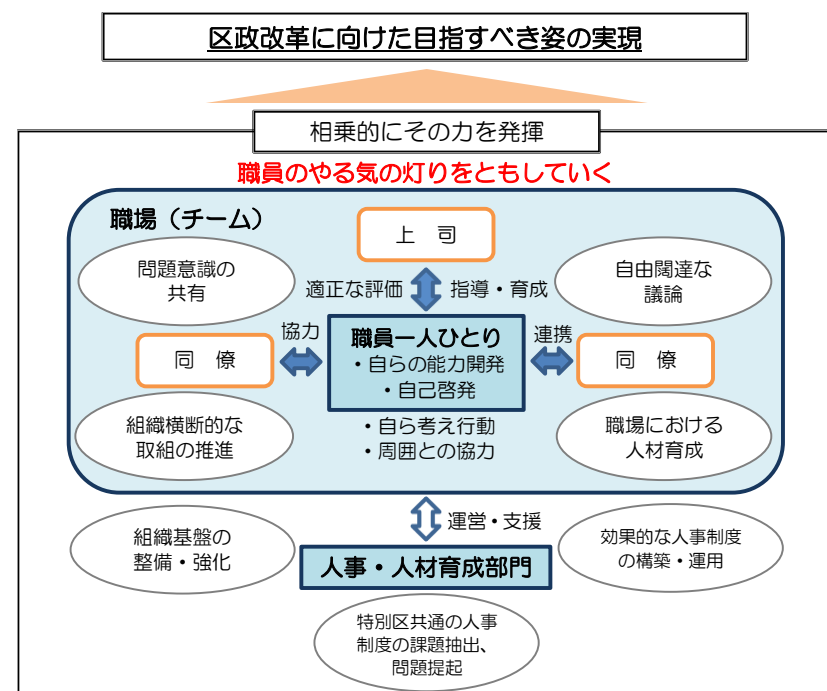 区政改革に向けた目指すべき姿の実現
相乗的にその力を発揮
職員のやる気の灯りをともしていく
職場（チーム）
上　司
問題意識の
共有
自由闊達な
議論
適正な評価
指導・育成
協力
職員一人ひとり
・自らの能力開発
・自己啓発
連携
同　僚
同　僚
・自ら考え行動
・周囲との協力
組織横断的な
取組の推進
職場における
人材育成
運営・支援
組織基盤の
整備・強化
効果的な人事制度
の構築・運用
人事・人材育成部門
特別区共通の人事
制度の課題抽出、
問題提起